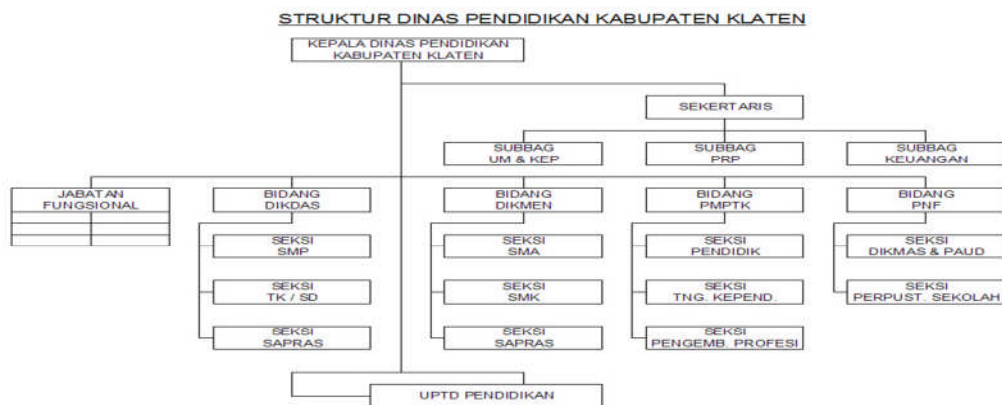 STRUKTUR DINAS PENDIDIKAN KABUPATEN KLATEN
KEPALA DINAS PENDIDIKAN
KABUPATEN KLATEN
SEKERTARIS
SUBBAG
UM & KEP
SUBBAG
PRP
SUBBAG
KEUANGAN
JABATAN
FUNGSIONAL
BIDANG
DIKDAS
BIDANG
DIKMEN
BIDANG
PMPTK
BIDANG
PNF
SEKSI
SMP
SEKSI
SMA
SEKSI
PENDIDIK
SEKSI
DIKMAS & PAUD
SEKSI
TK / SD
SEKSI
SMK
SEKSI
TNG. KEPEND.
SEKSI
PERPUST. SEKOLAH
SEKSI
SAPRAS
SEKSI
SAPRAS
SEKSI
PENGEMB. PROFESI
UPTD PENDIDIKAN